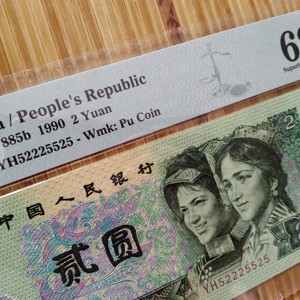 / People's Republic
885b 1990 2 Yuan
YH52225525 - Wmk: Pu Coin
中国人民银行
贰圆
YH52225525